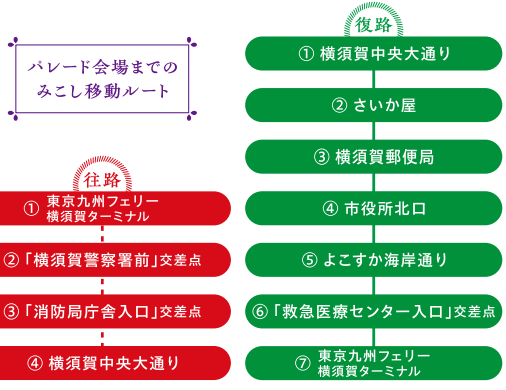 パレード会場までの
みこし移動ルート
往路
① 東京九州フェリー
横須賀ターミナル
②「横須賀警察署前」交差点
③「消防局庁舎入口」交差点
④ 横須賀中央大通り
復路
① 横須賀中央大通り
② さいか屋
③ 横須賀郵便局
④ 市役所北口
⑤ よこすか海岸通り
⑥「救急医療センター入口」交差点
⑦ 東京九州フェリー
横須賀ターミナル